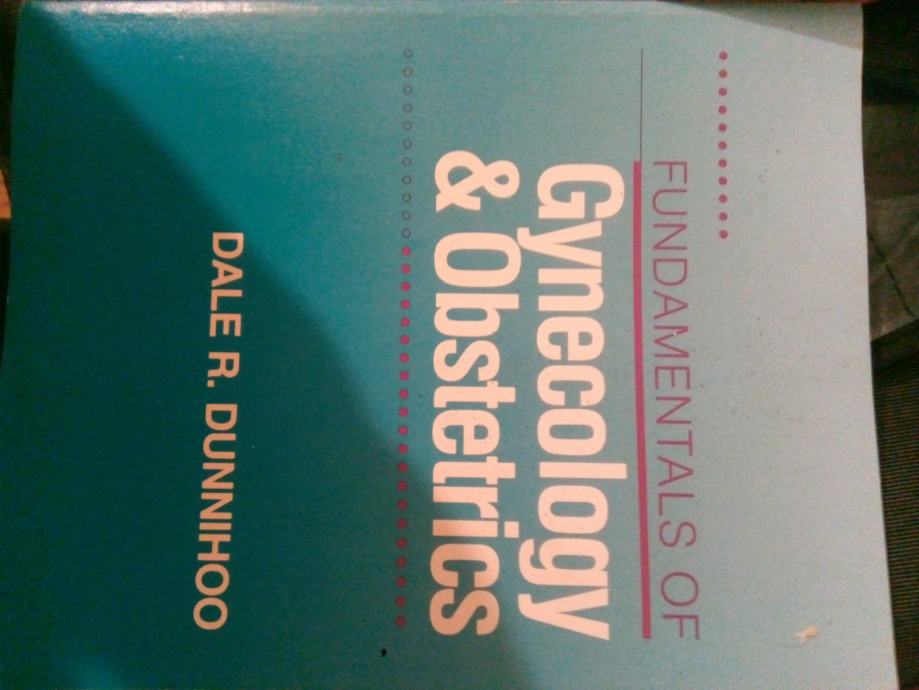 FUNDAMENTALS OF
Gynecology
& Obstetrics
DALE R. DUNNIHOO